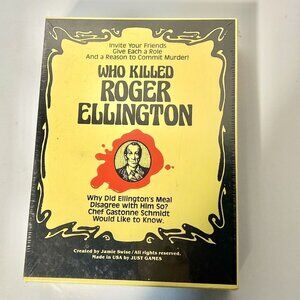 Invite Your Friends
Give Each a Role
And a Reason to Commit Murder!
WHO KILLED
ROGER
ELLINGTON
Why Did Ellington's Meal
Disagree with Him So?
Chef Gastonne Schmidt
Would Like to Know.
Created by Jamie Swise/All rights reserved.
Made in USA by JUST GAMES